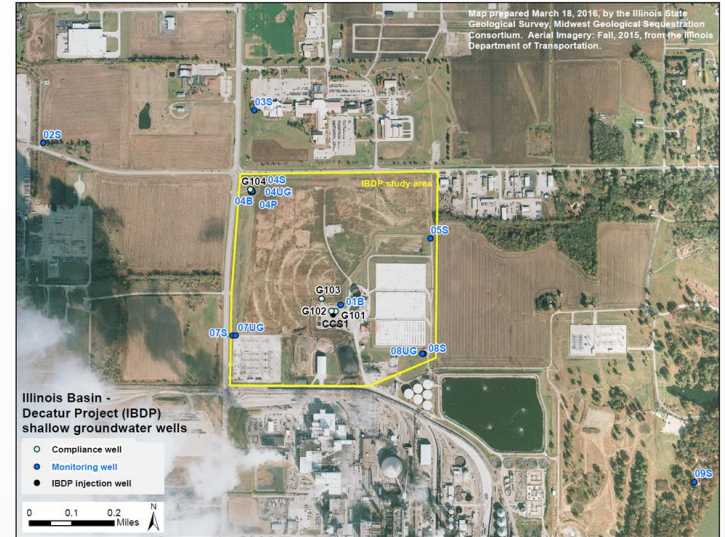 Map prepared March 18, 2016, by the Illinois State
Geological Survey, Midwest Geological Sequestration
Consortium. Aerial Imagery: Fall, 2015, from the Illinois
Department of Transportation.
03S
02S
G104 04S
IBDP study area
04UG
04B
04P
05S
G103
01B
G102 G101
CCS1
07S 07UG
08UG 08S
Illinois Basin -
Decatur Project (IBDP)
shallow groundwater wells
Compliance well
Monitoring well
IBDP injection well
09S
N
0 0.1 0.2
Miles